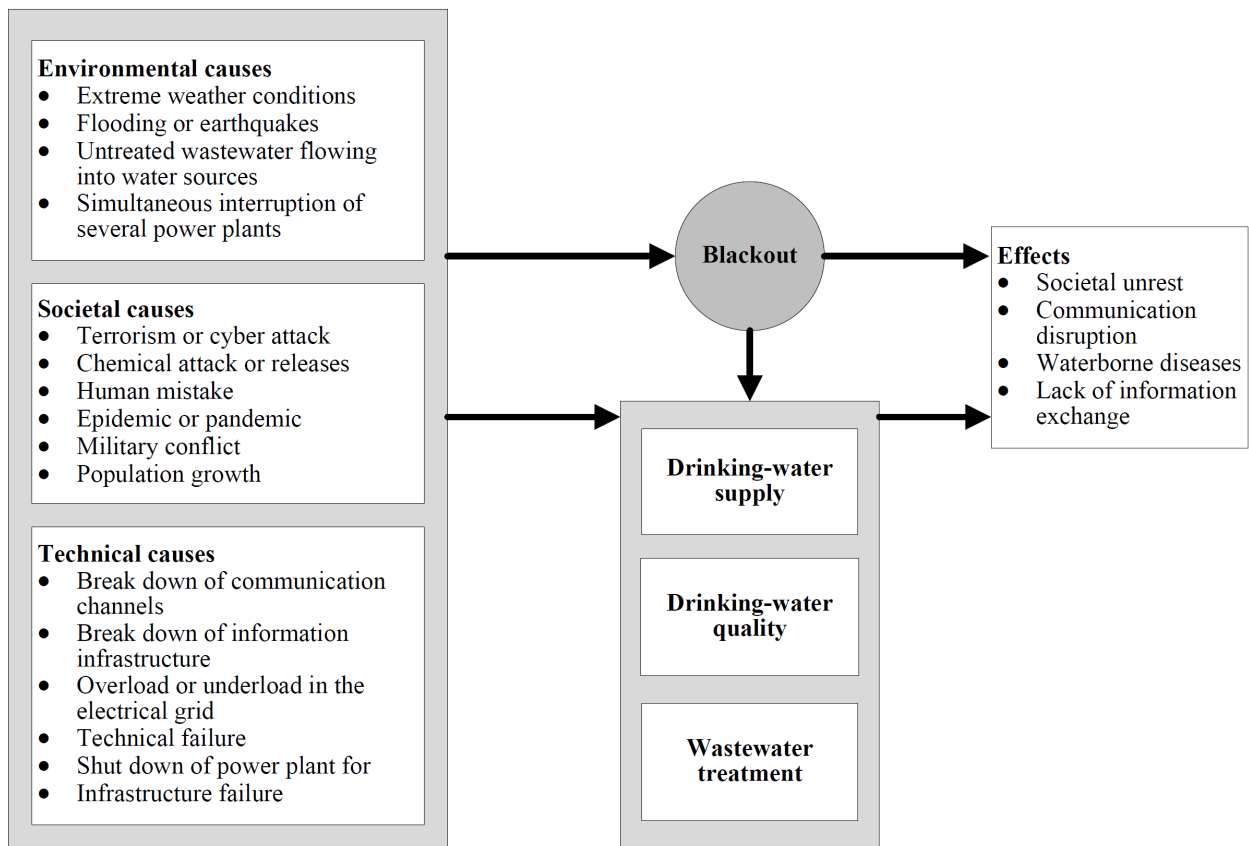 Environmental causes
● Extreme weather conditions
● Flooding or earthquakes
● Untreated wastewater flowing
into water sources
● Simultaneous interruption of
several power plants
Societal causes
● Terrorism or cyber attack
● Chemical attack or releases
● Human mistake
● Epidemic or pandemic
● Military conflict
● Population growth
Technical causes
● Break down of communication
channels
● Break down of information
infrastructure
● Overload or underload in the
electrical grid
● Technical failure
● Shut down of power plant for
● Infrastructure failure
Blackout
Drinking-water
supply
Drinking-water
quality
Wastewater
treatment
Effects
● Societal unrest
● Communication
disruption
● Waterborne diseases
● Lack of information
exchange